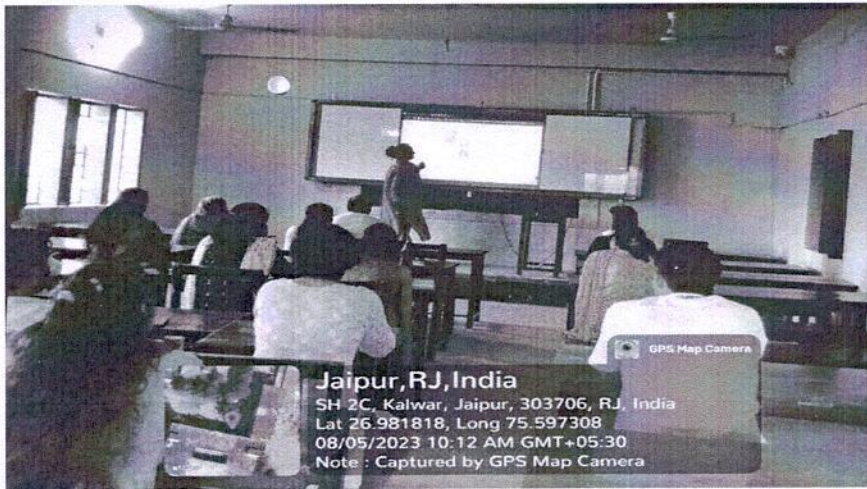 GPS Map Camera
Jaipur,RJ,India
SH 2C, Kalwar, Jaipur, 303706, RJ, India
Lat 26.981818, Long 75.597308
08/05/2023 10:12 AM GMT+05:30
Note : Captured by GPS Map Camera